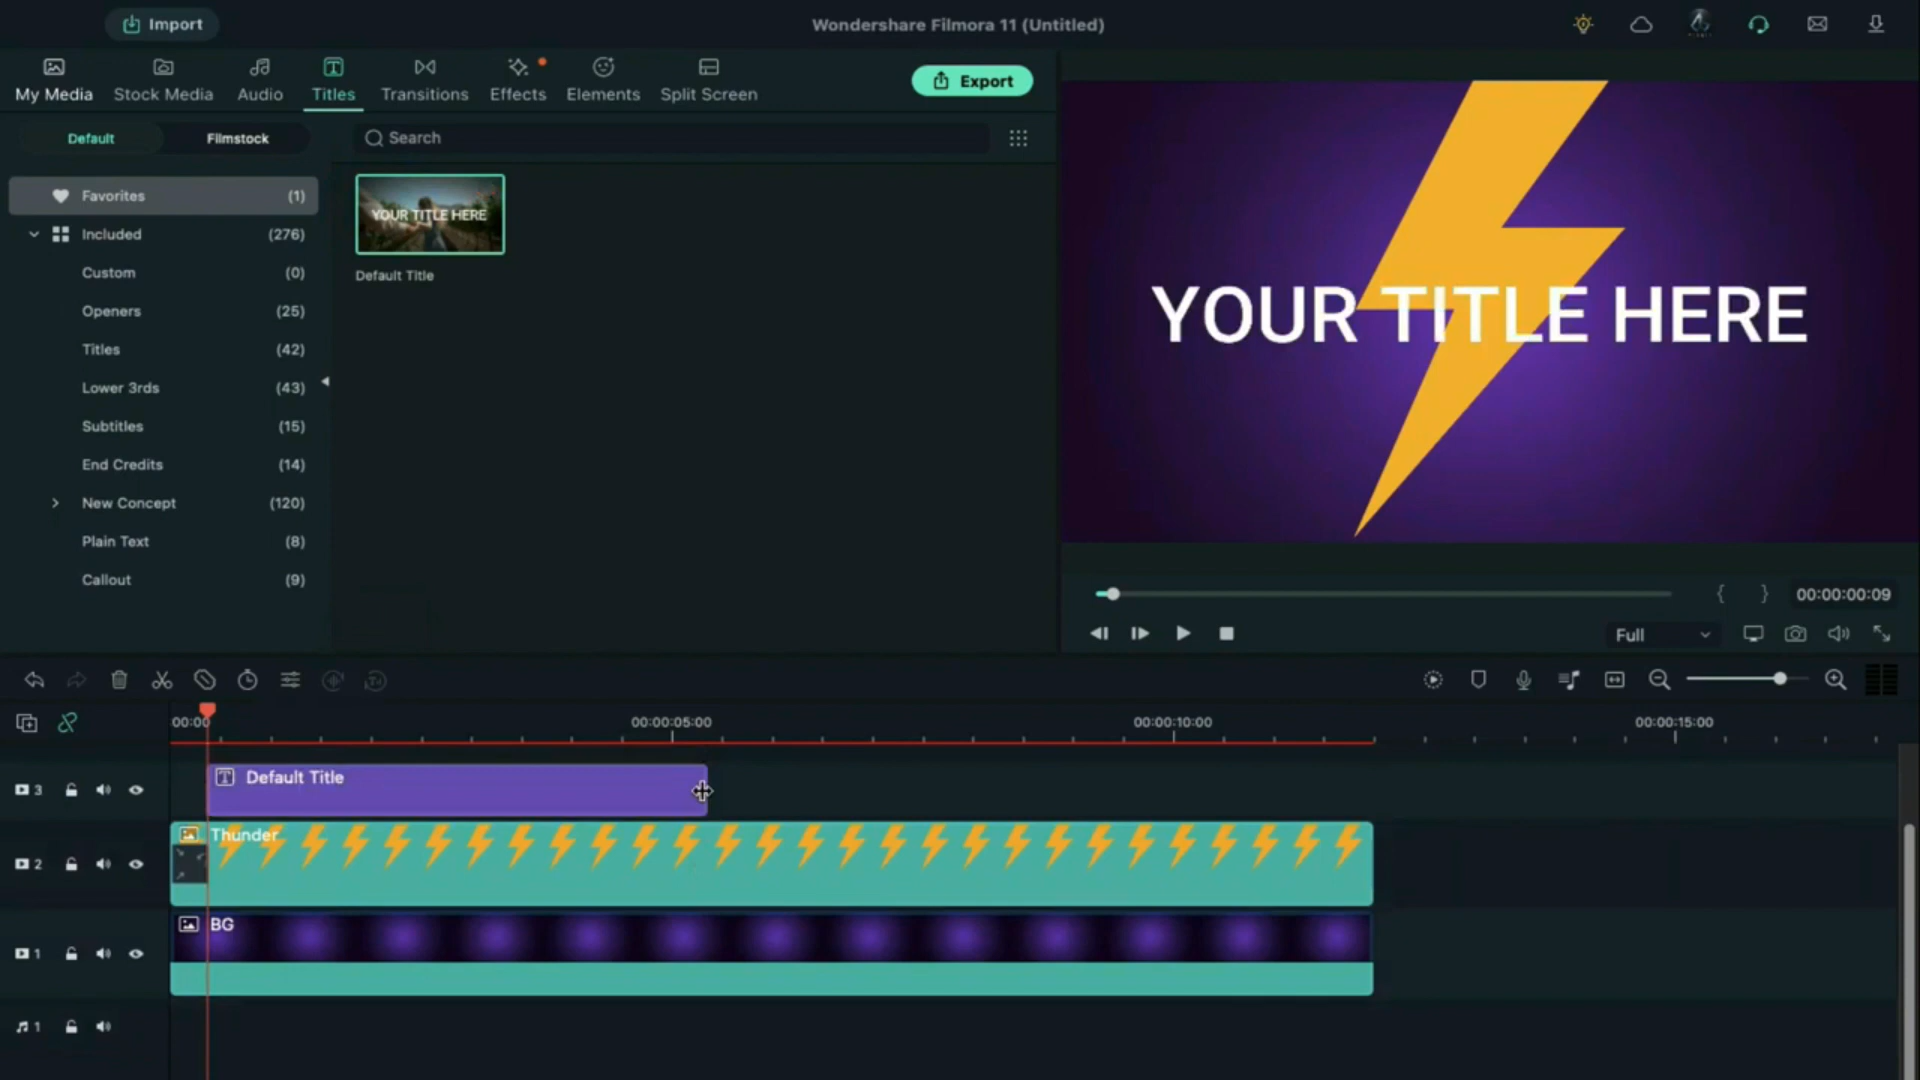 Import
Wondershare Filmora 11 (Untitled)
My Media
Stock Media
Audio
Titles
Transitions
Effects
Elements
Split Screen
Export
Default
Filmstock
Search
Favorites (1)
Included (276)
Custom (0)
Openers (25)
Titles (42)
Lower 3rds (43)
Subtitles (15)
End Credits (14)
New Concept (120)
Plain Text (8)
Callout (9)
YOUR TITLE HERE
Default Title
YOUR TITLE HERE
{ } 00:00:00:09
Full
00:00
00:00:05:00
00:00:10:00
00:00:15:00
3
Default Title
2
Thunder
1
BG
1